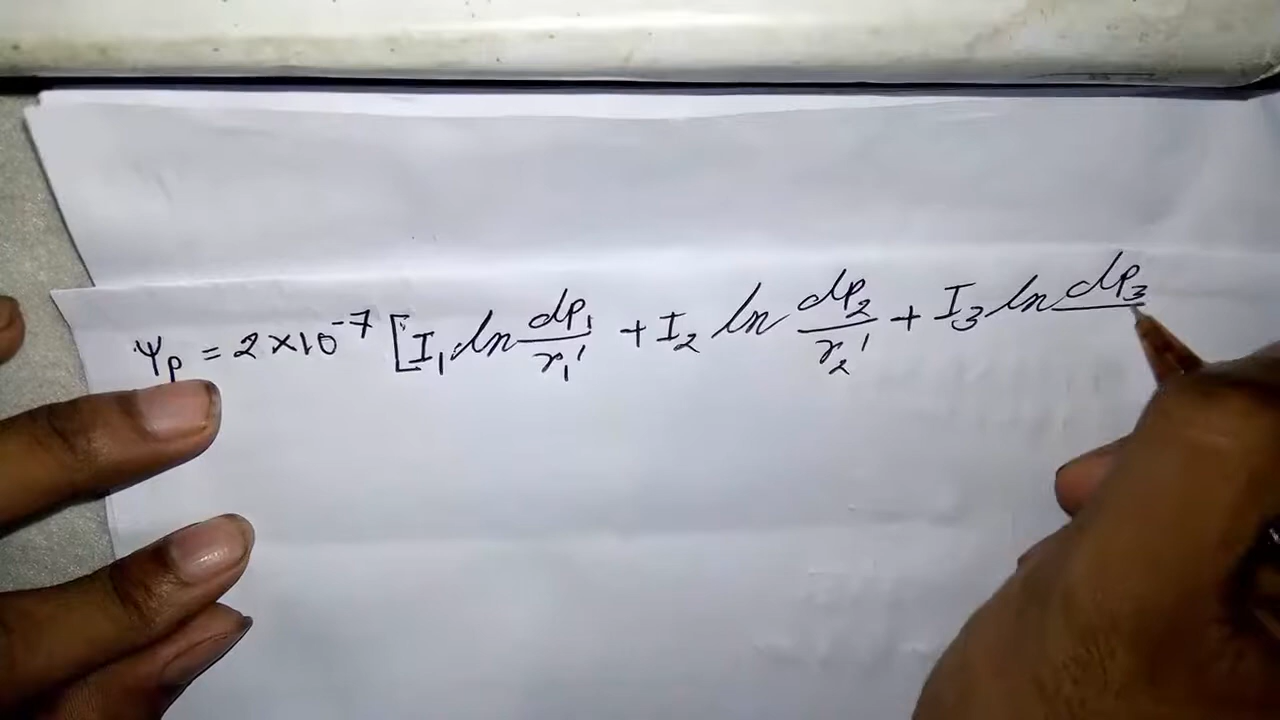 Ψp = 2 × 10⁻⁷ [I₁ ln dp₁/r₁' + I₂ ln dp₂/r₂' + I₃ ln dp₃/